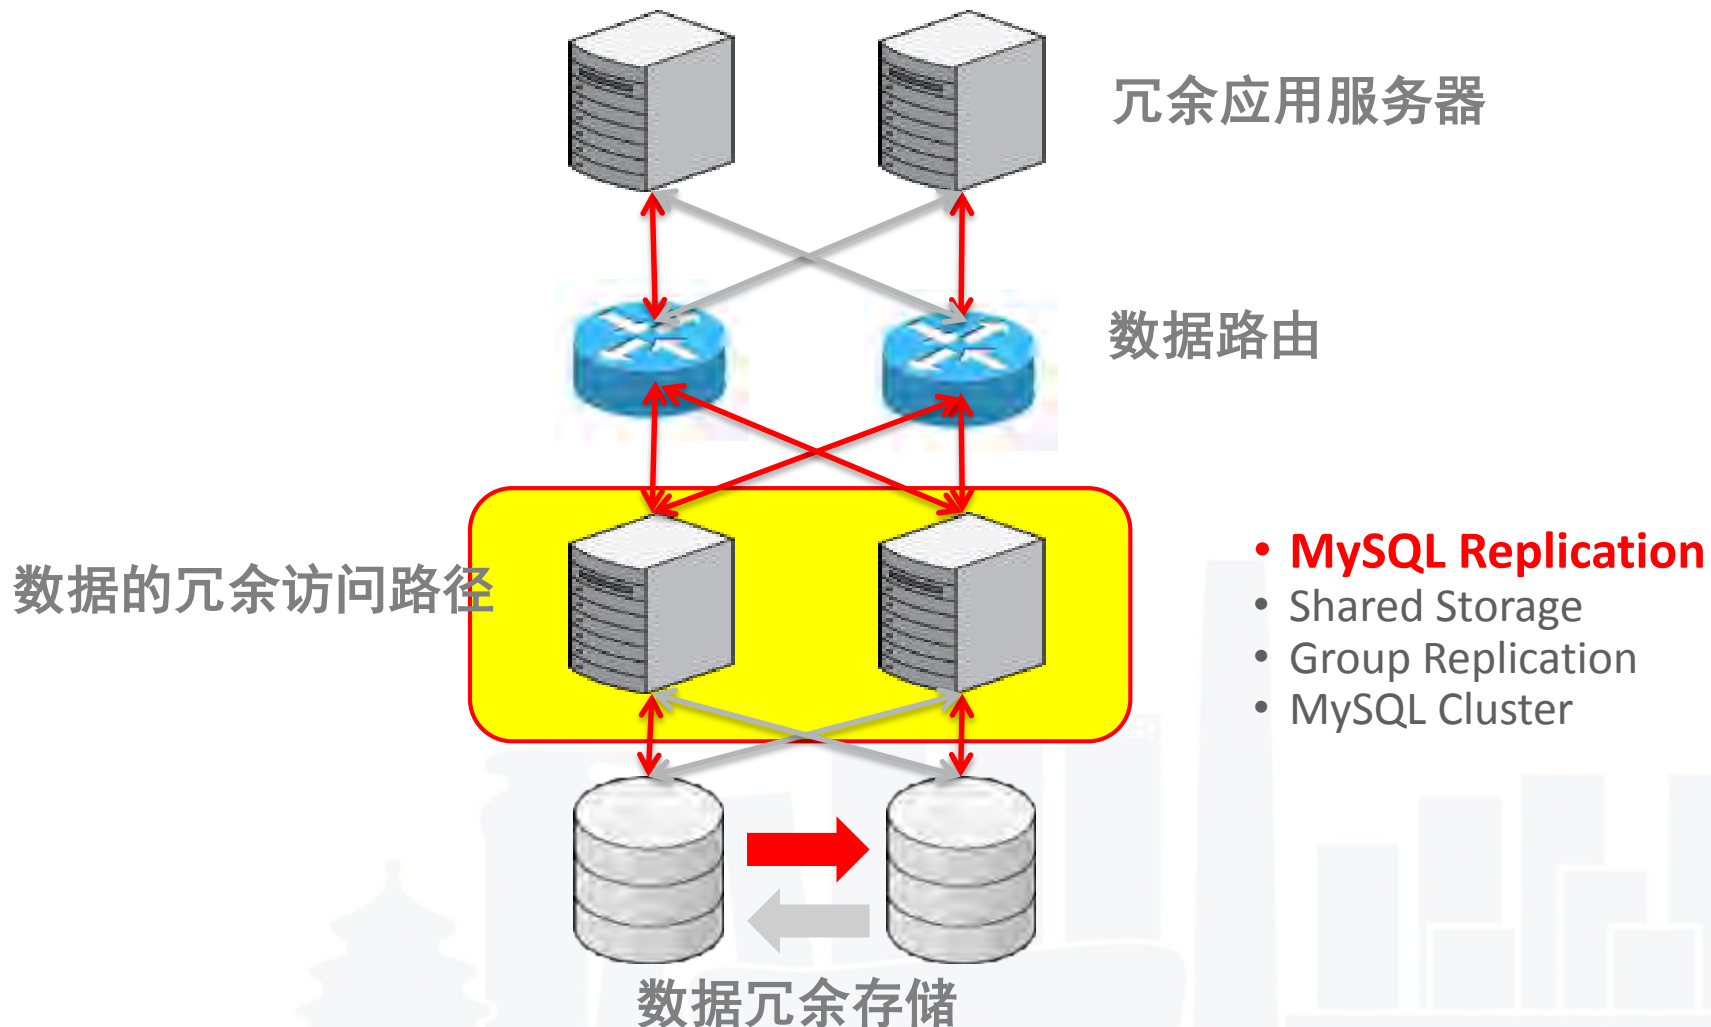 冗余应用服务器
数据路由
数据的冗余访问路径
• MySQL Replication
• Shared Storage
• Group Replication
• MySQL Cluster
数据冗余存储